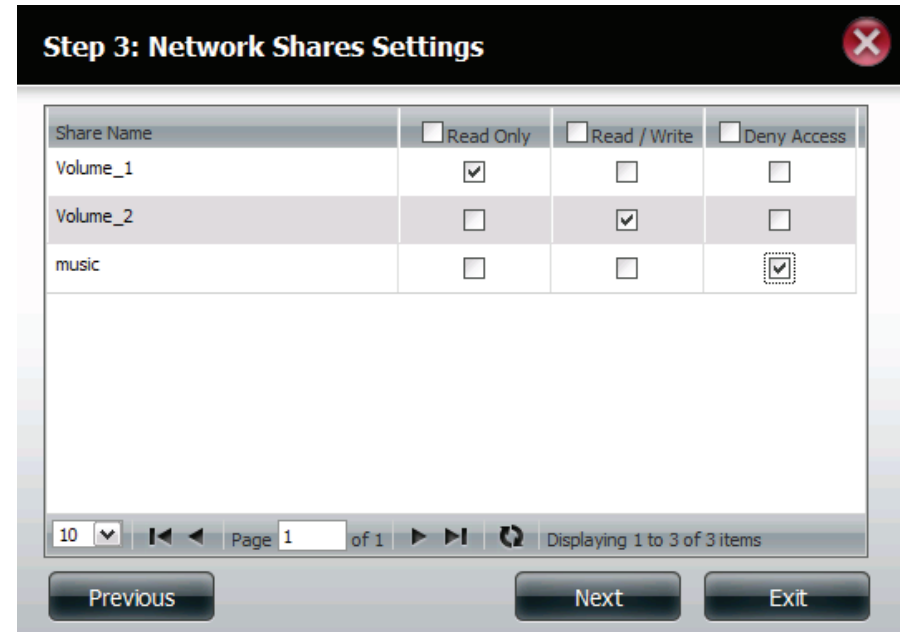 Step 3: Network Shares Settings
Share Name Read Only Read / Write Deny Access
Volume_1
Volume_2
music
10 Page 1 of 1 Displaying 1 to 3 of 3 items
Previous Next Exit